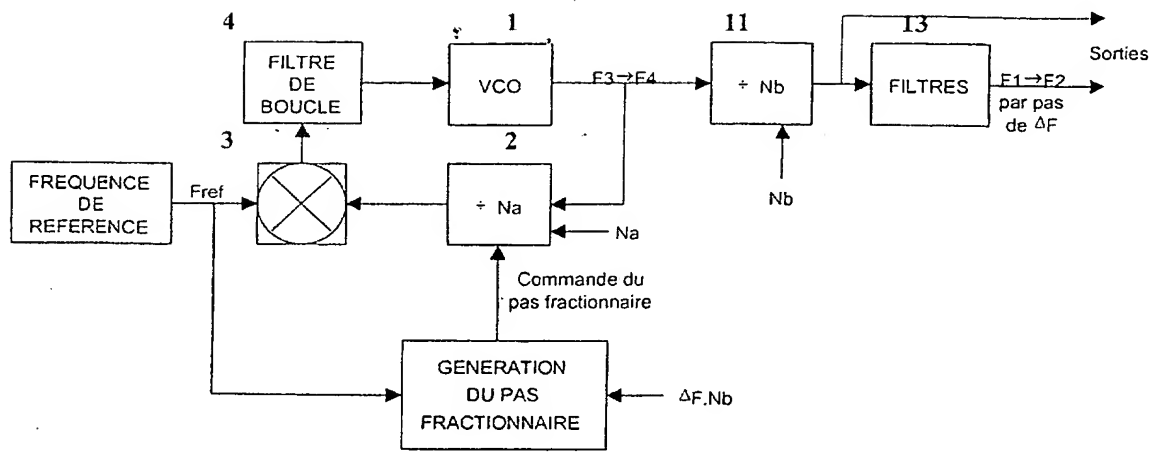 4
1
11
13
FILTRE
DE
BOUCLE
VCO
F3→F4
÷ Nb
FILTRES
Sorties
F1→F2
par pas
de ΔF
3
2
Nb
FREQUENCE
DE
REFERENCE
Fref
÷ Na
Na
Commande du
pas fractionnaire
GENERATION
DU PAS
FRACTIONNAIRE
ΔF.Nb